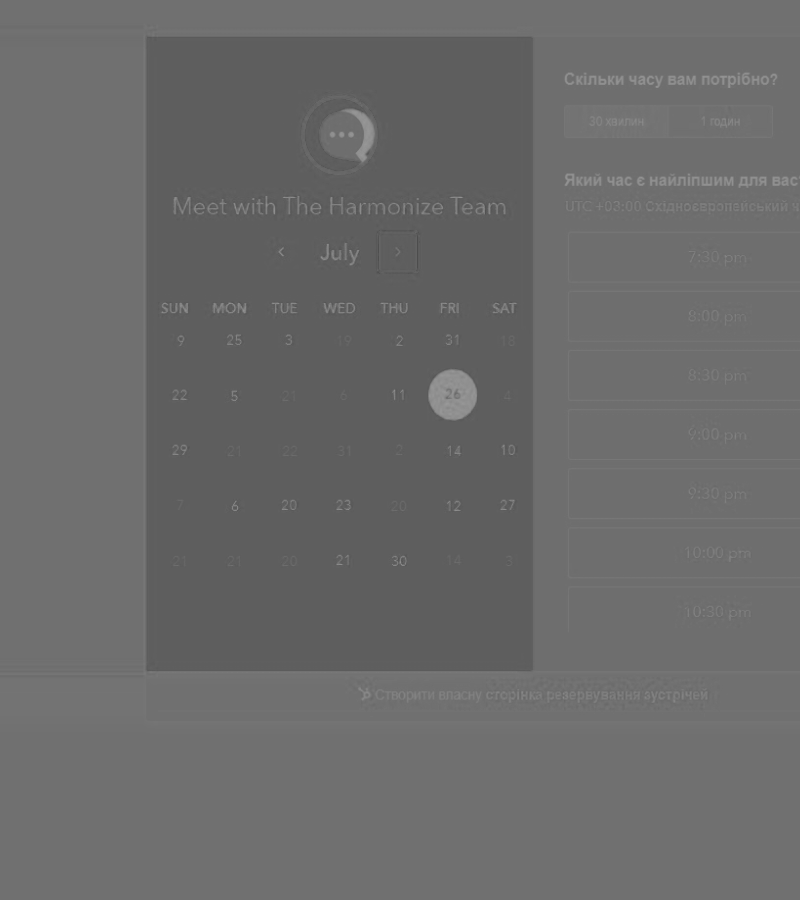 Meet with The Harmonize Team
July
SUN MON TUE WED THU FRI SAT
9 25 3 19 2 31 18
22 5 21 6 11 26 4
29 21 22 31 2 14 10
7 6 20 23 20 12 27
21 21 20 21 30 14 3
Скільки часу вам потрібно?
30 хвилин 1 годин
Який час є найліпшим для вас
UTC +03:00 Східноєвропейський
7:30 pm
8:00 pm
8:30 pm
9:00 pm
9:30 pm
10:00 pm
10:30 pm
Створити власну сторінка резервування зустрічей